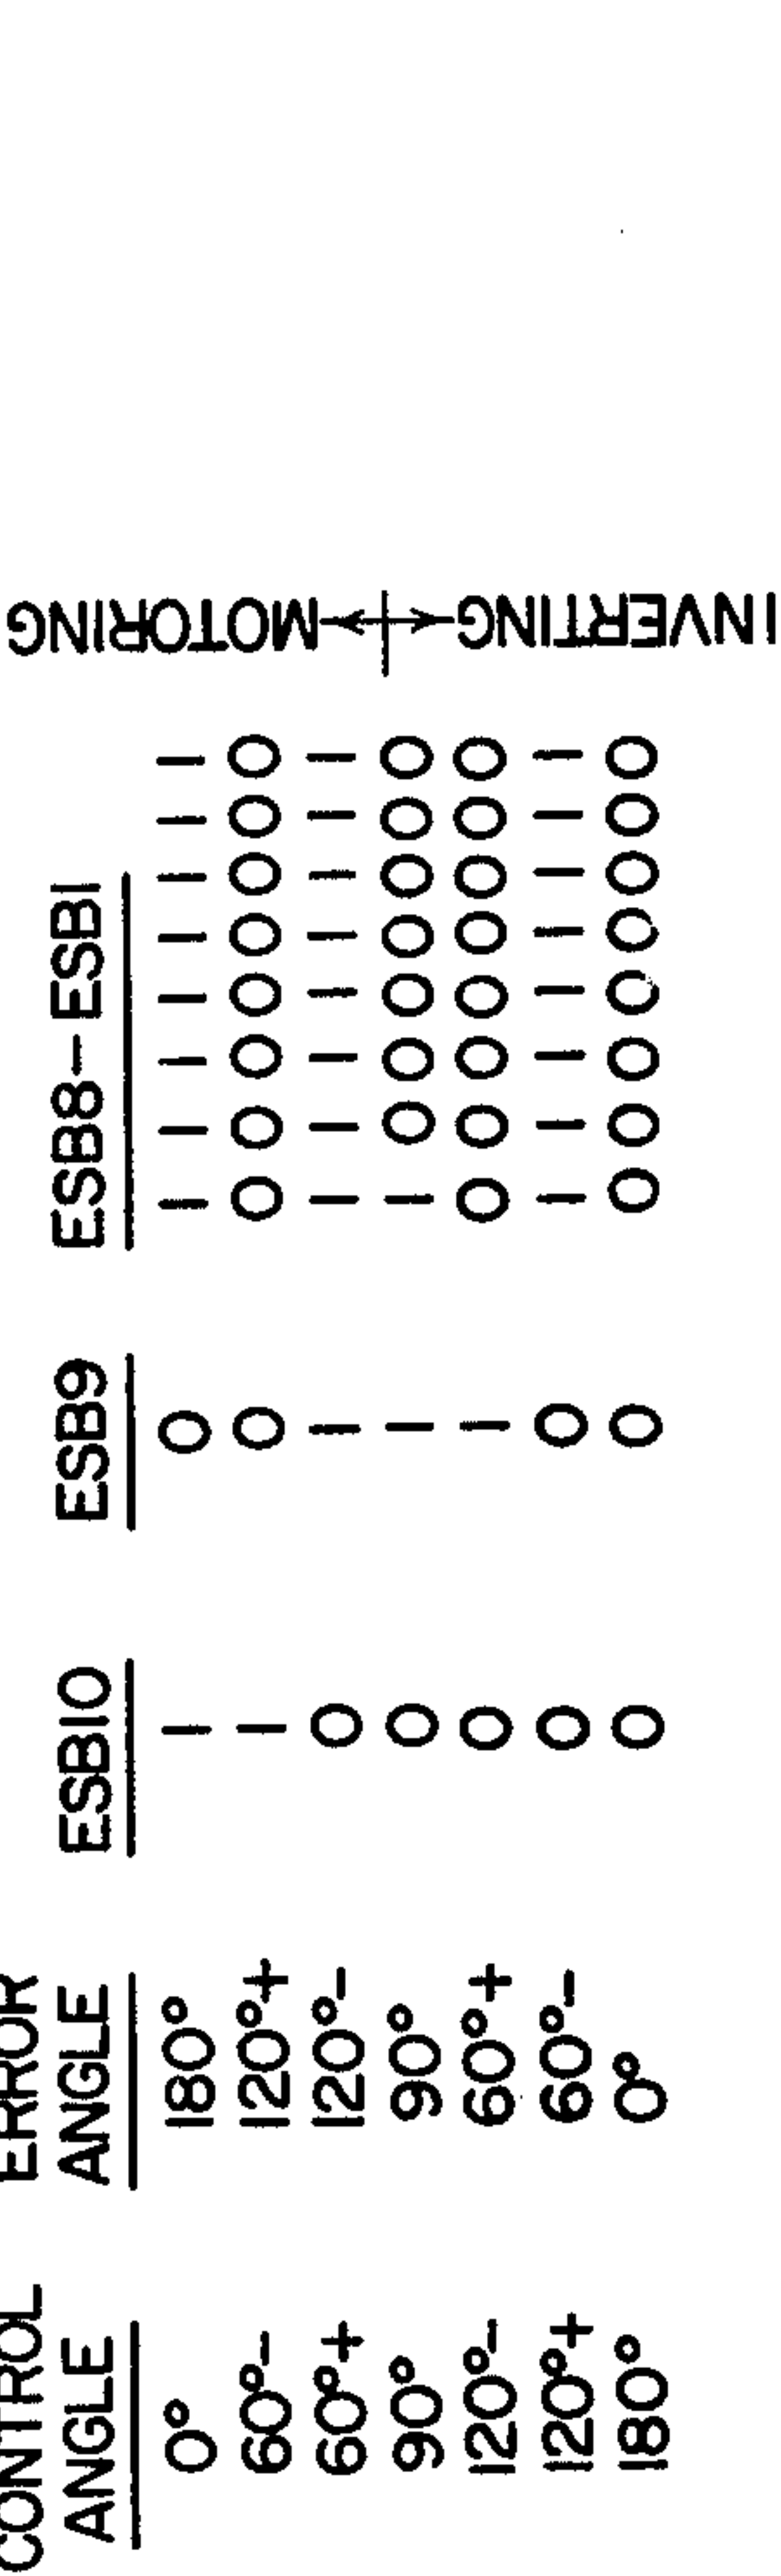 CONTROL ERROR
ANGLE ANGLE ESB10 ESB9 ESB8-ESB1
0° 180° 1 0 1 1 1 1 1 1 1 1
60°- 120°+ 1 0 0 0 0 0 0 0 0 0
60°+ 120°- 0 1 1 1 1 1 1 1 1 1
90° 90° 0 1 1 0 0 0 0 0 0 0
120°- 60°+ 0 1 0 0 0 0 0 0 0 0
120°+ 60°- 0 0 1 1 1 1 1 1 1 1
180° 0° 0 0 0 0 0 0 0 0 0 0
MOTORING
INVERTING